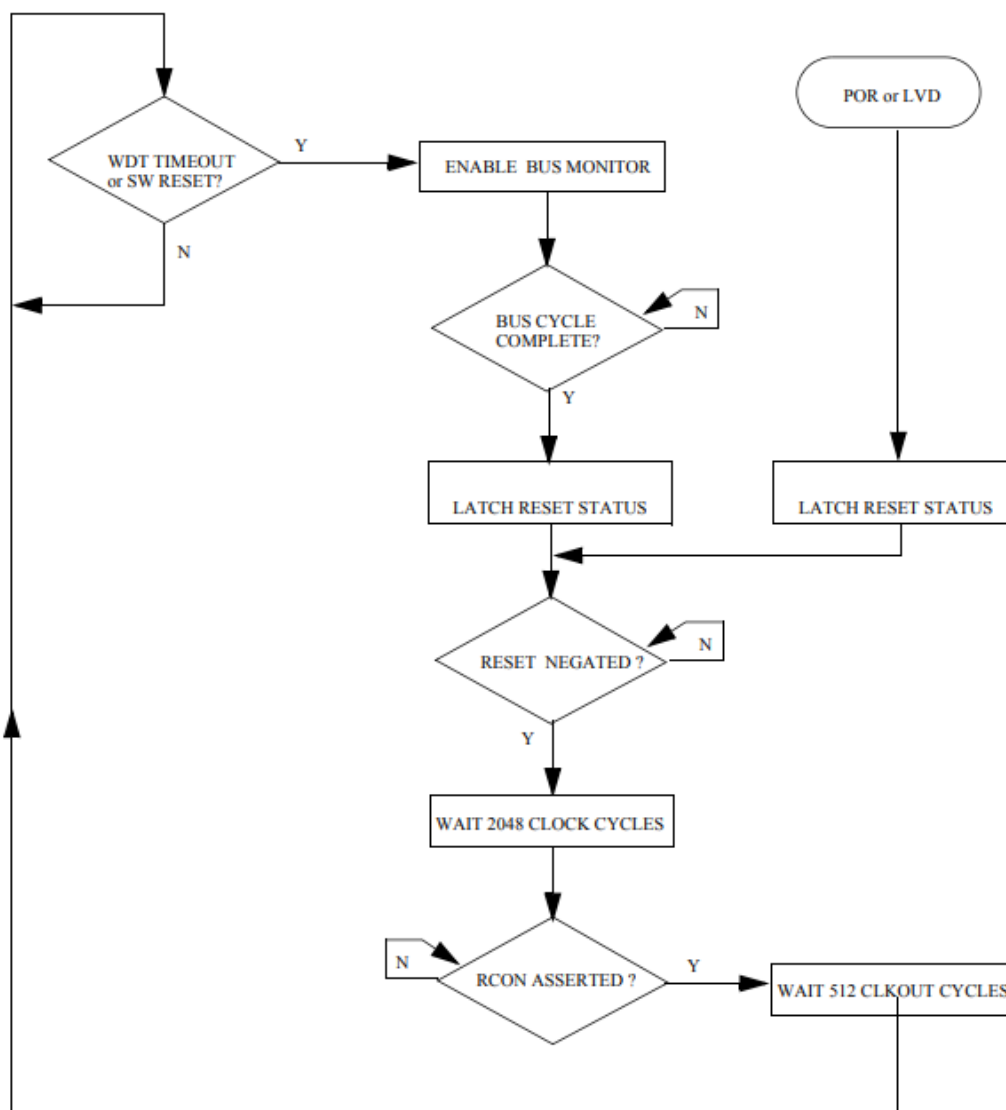 POR or LVD
WDT TIMEOUT
or SW RESET?
Y
ENABLE BUS MONITOR
N
BUS CYCLE
COMPLETE?
N
Y
LATCH RESET STATUS
LATCH RESET STATUS
RESET NEGATED ?
N
Y
WAIT 2048 CLOCK CYCLES
N
RCON ASSERTED ?
Y
WAIT 512 CLKOUT CYCLES